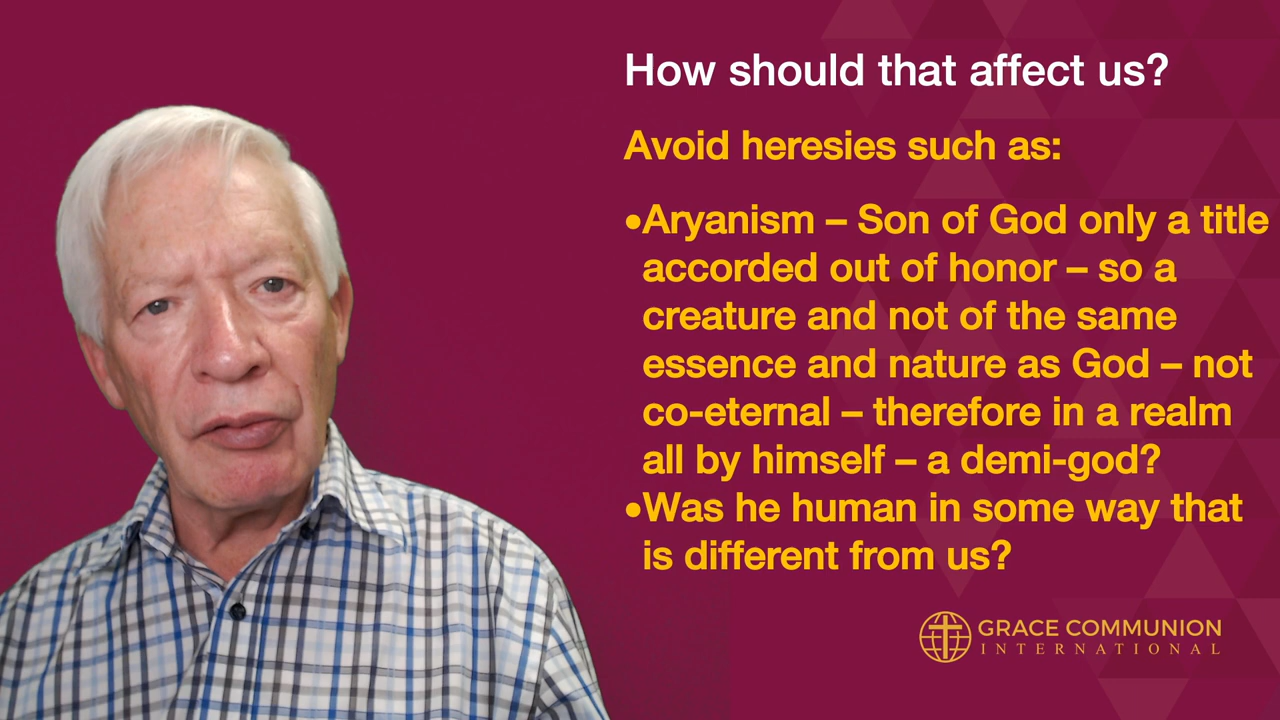 How should that affect us?
Avoid heresies such as:
•Aryanism – Son of God only a title
accorded out of honor – so a
creature and not of the same
essence and nature as God – not
co-eternal – therefore in a realm
all by himself – a demi-god?
•Was he human in some way that
is different from us?
GRACE COMMUNION
INTERNATIONAL